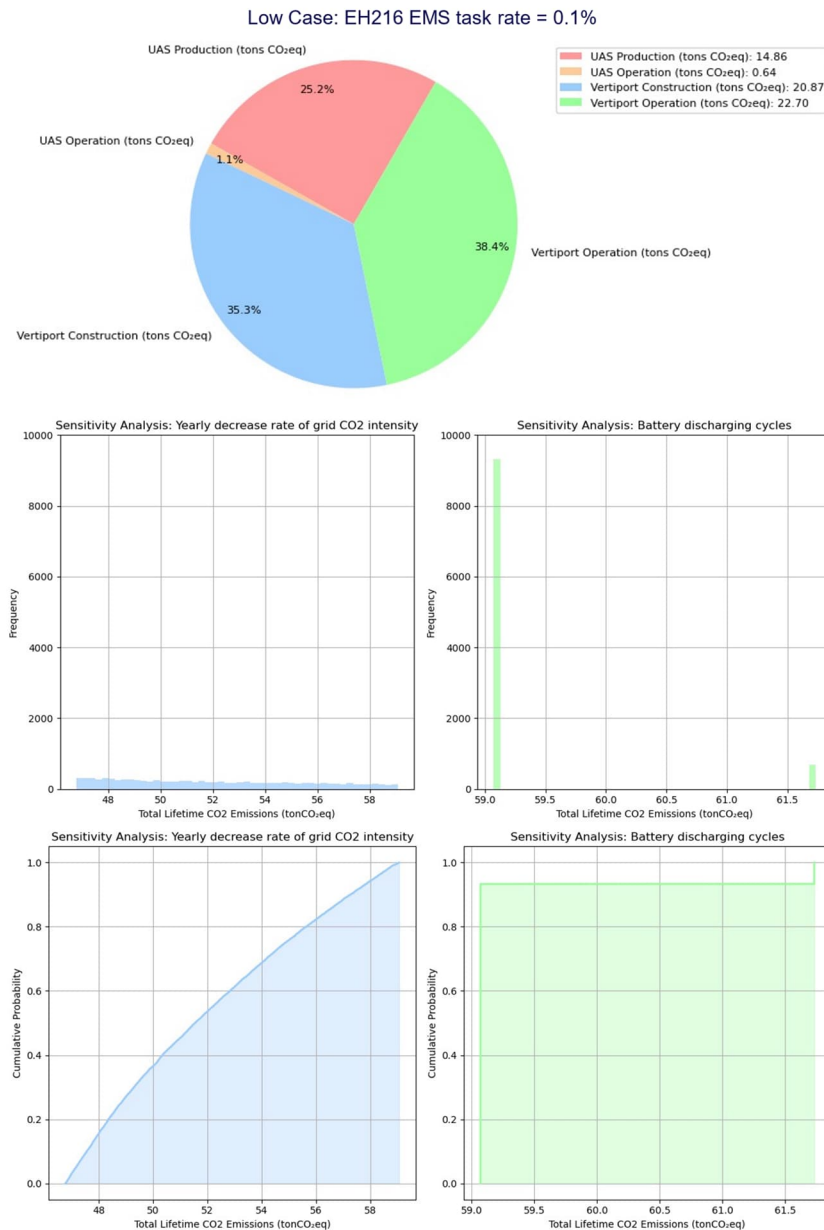 Low Case: EH216 EMS task rate = 0.1%
UAS Production (tons CO₂eq)
25.2%
UAS Operation (tons CO₂eq)
1.1%
35.3%
Vertiport Construction (tons CO₂eq)
38.4%
Vertiport Operation (tons CO₂eq)
UAS Production (tons CO₂eq): 14.86
UAS Operation (tons CO₂eq): 0.64
Vertiport Construction (tons CO₂eq): 20.87
Vertiport Operation (tons CO₂eq): 22.70
Sensitivity Analysis: Yearly decrease rate of grid CO2 intensity
Frequency
10000
8000
6000
4000
2000
0
48 50 52 54 56 58
Total Lifetime CO2 Emissions (tonCO₂eq)
Sensitivity Analysis: Battery discharging cycles
Frequency
10000
8000
6000
4000
2000
0
59.0 59.5 60.0 60.5 61.0 61.5
Total Lifetime CO2 Emissions (tonCO₂eq)
Sensitivity Analysis: Yearly decrease rate of grid CO2 intensity
Cumulative Probability
1.0
0.8
0.6
0.4
0.2
0.0
48 50 52 54 56 58
Total Lifetime CO2 Emissions (tonCO₂eq)
Sensitivity Analysis: Battery discharging cycles
Cumulative Probability
1.0
0.8
0.6
0.4
0.2
0.0
59.0 59.5 60.0 60.5 61.0 61.5
Total Lifetime CO2 Emissions (tonCO₂eq)